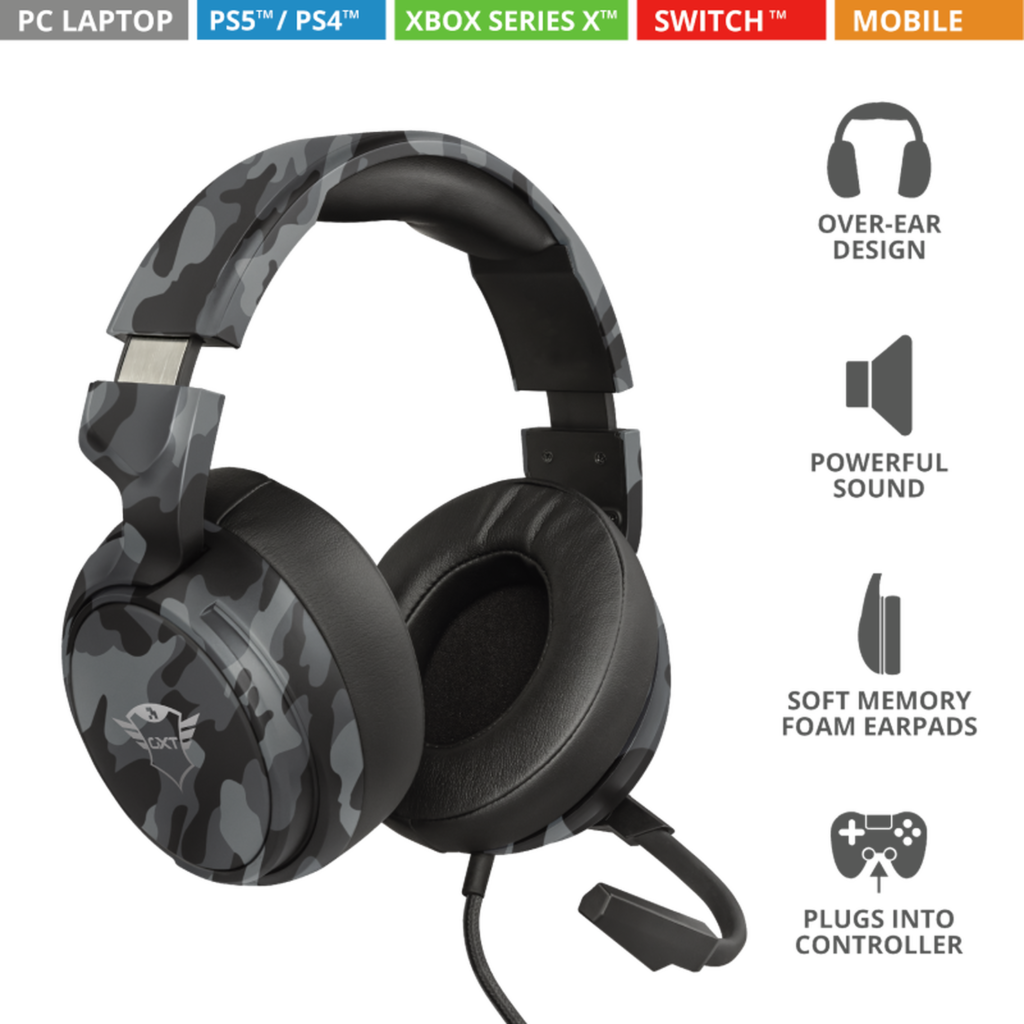 PC LAPTOP
PS5™ / PS4™
XBOX SERIES X™
SWITCH™
MOBILE
OVER-EAR
DESIGN
POWERFUL
SOUND
GXT
SOFT MEMORY
FOAM EARPADS
PLUGS INTO
CONTROLLER